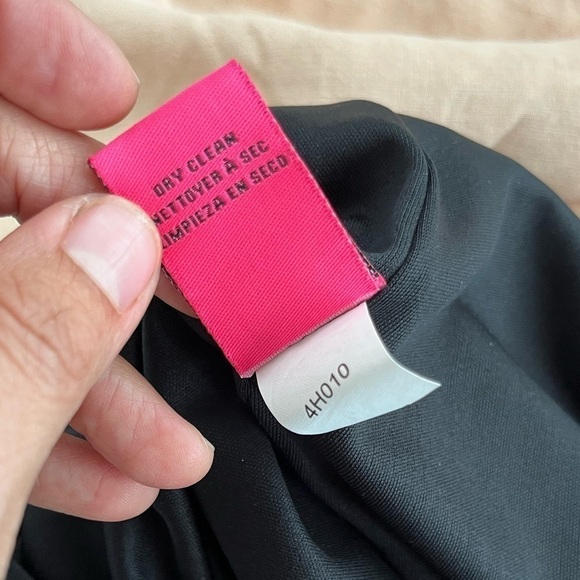 DRY CLEAN
NETTOYER À SEC
LIMPIEZA EN SECO
4H010